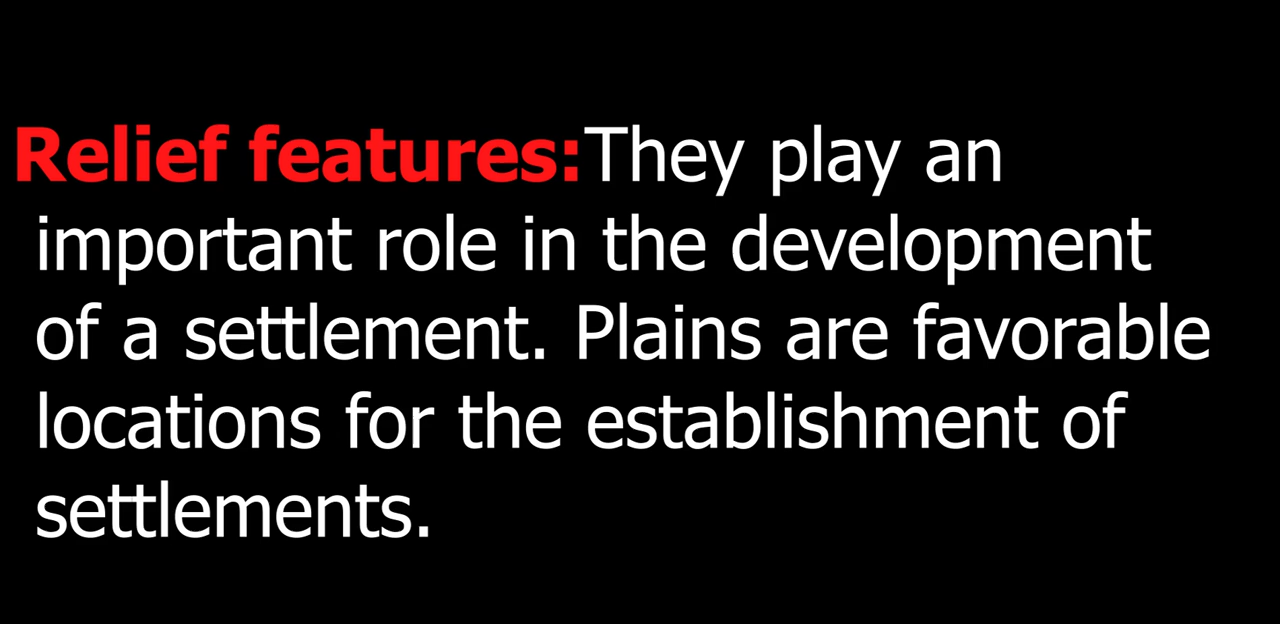 Relief features:They play an
important role in the development
of a settlement. Plains are favorable
locations for the establishment of
settlements.